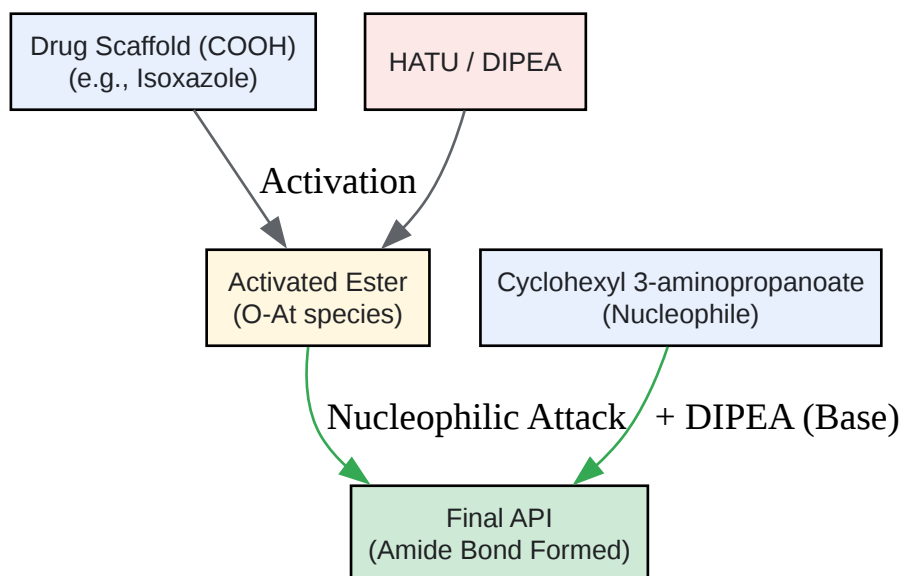 Drug Scaffold (COOH)
(e.g., Isoxazole)
HATU / DIPEA
Activation
Activated Ester
(O-At species)
Cyclohexyl 3-aminopropanoate
(Nucleophile)
Nucleophilic Attack
+ DIPEA (Base)
Final API
(Amide Bond Formed)